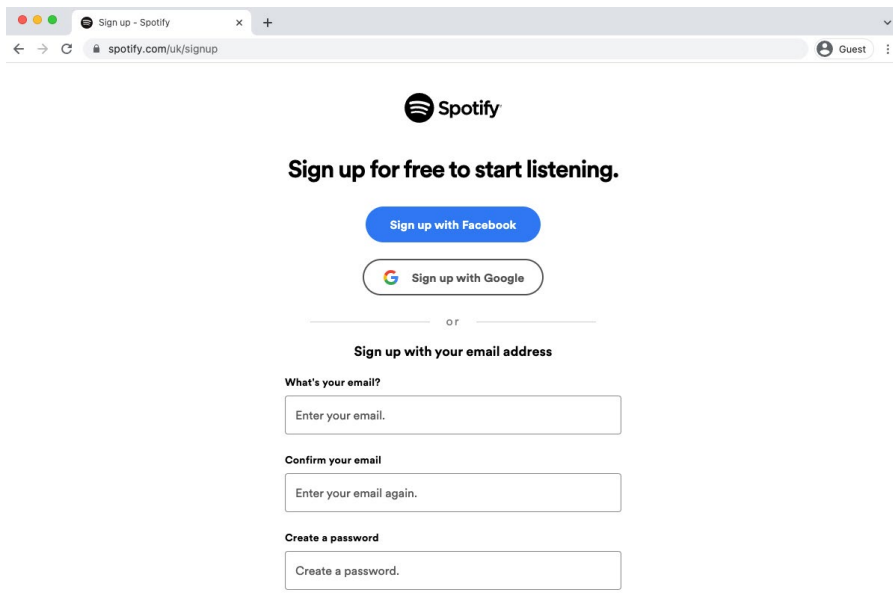 Sign up - Spotify
spotify.com/uk/signup
Guest
Spotify
Sign up for free to start listening.
Sign up with Facebook
Sign up with Google
or
Sign up with your email address
What's your email?
Enter your email.
Confirm your email
Enter your email again.
Create a password
Create a password.